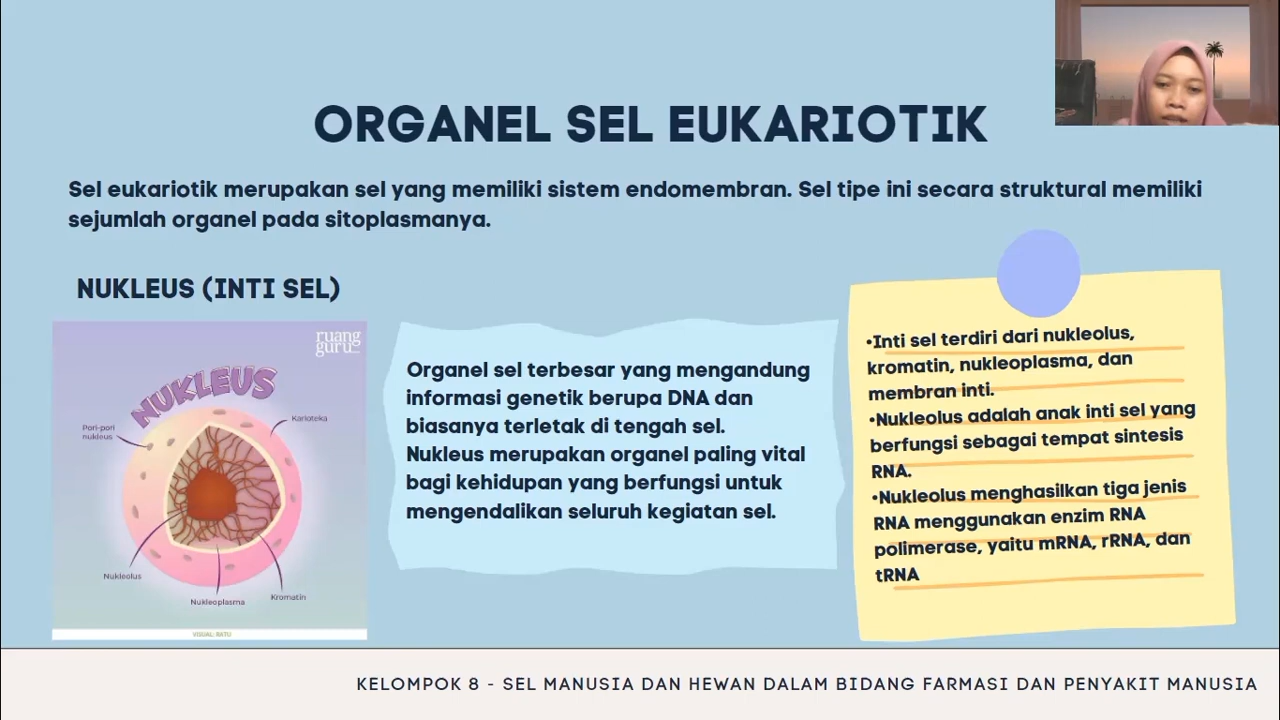 ORGANEL SEL EUKARIOTIK
Sel eukariotik merupakan sel yang memiliki sistem endomembran. Sel tipe ini secara struktural memiliki
sejumlah organel pada sitoplasmanya.
NUKLEUS (INTI SEL)
ruang
guru
NUKLEUS
Pori-pori
nukleus
Karioteka
Nukleolus
Nukleoplasma
Kromatin
VISUAL: RATU
Organel sel terbesar yang mengandung
informasi genetik berupa DNA dan
biasanya terletak di tengah sel.
Nukleus merupakan organel paling vital
bagi kehidupan yang berfungsi untuk
mengendalikan seluruh kegiatan sel.
•Inti sel terdiri dari nukleolus,
kromatin, nukleoplasma, dan
membran inti.
•Nukleolus adalah anak inti sel yang
berfungsi sebagai tempat sintesis
RNA.
•Nukleolus menghasilkan tiga jenis
RNA menggunakan enzim RNA
polimerase, yaitu mRNA, rRNA, dan
tRNA
KELOMPOK 8 - SEL MANUSIA DAN HEWAN DALAM BIDANG FARMASI DAN PENYAKIT MANUSIA